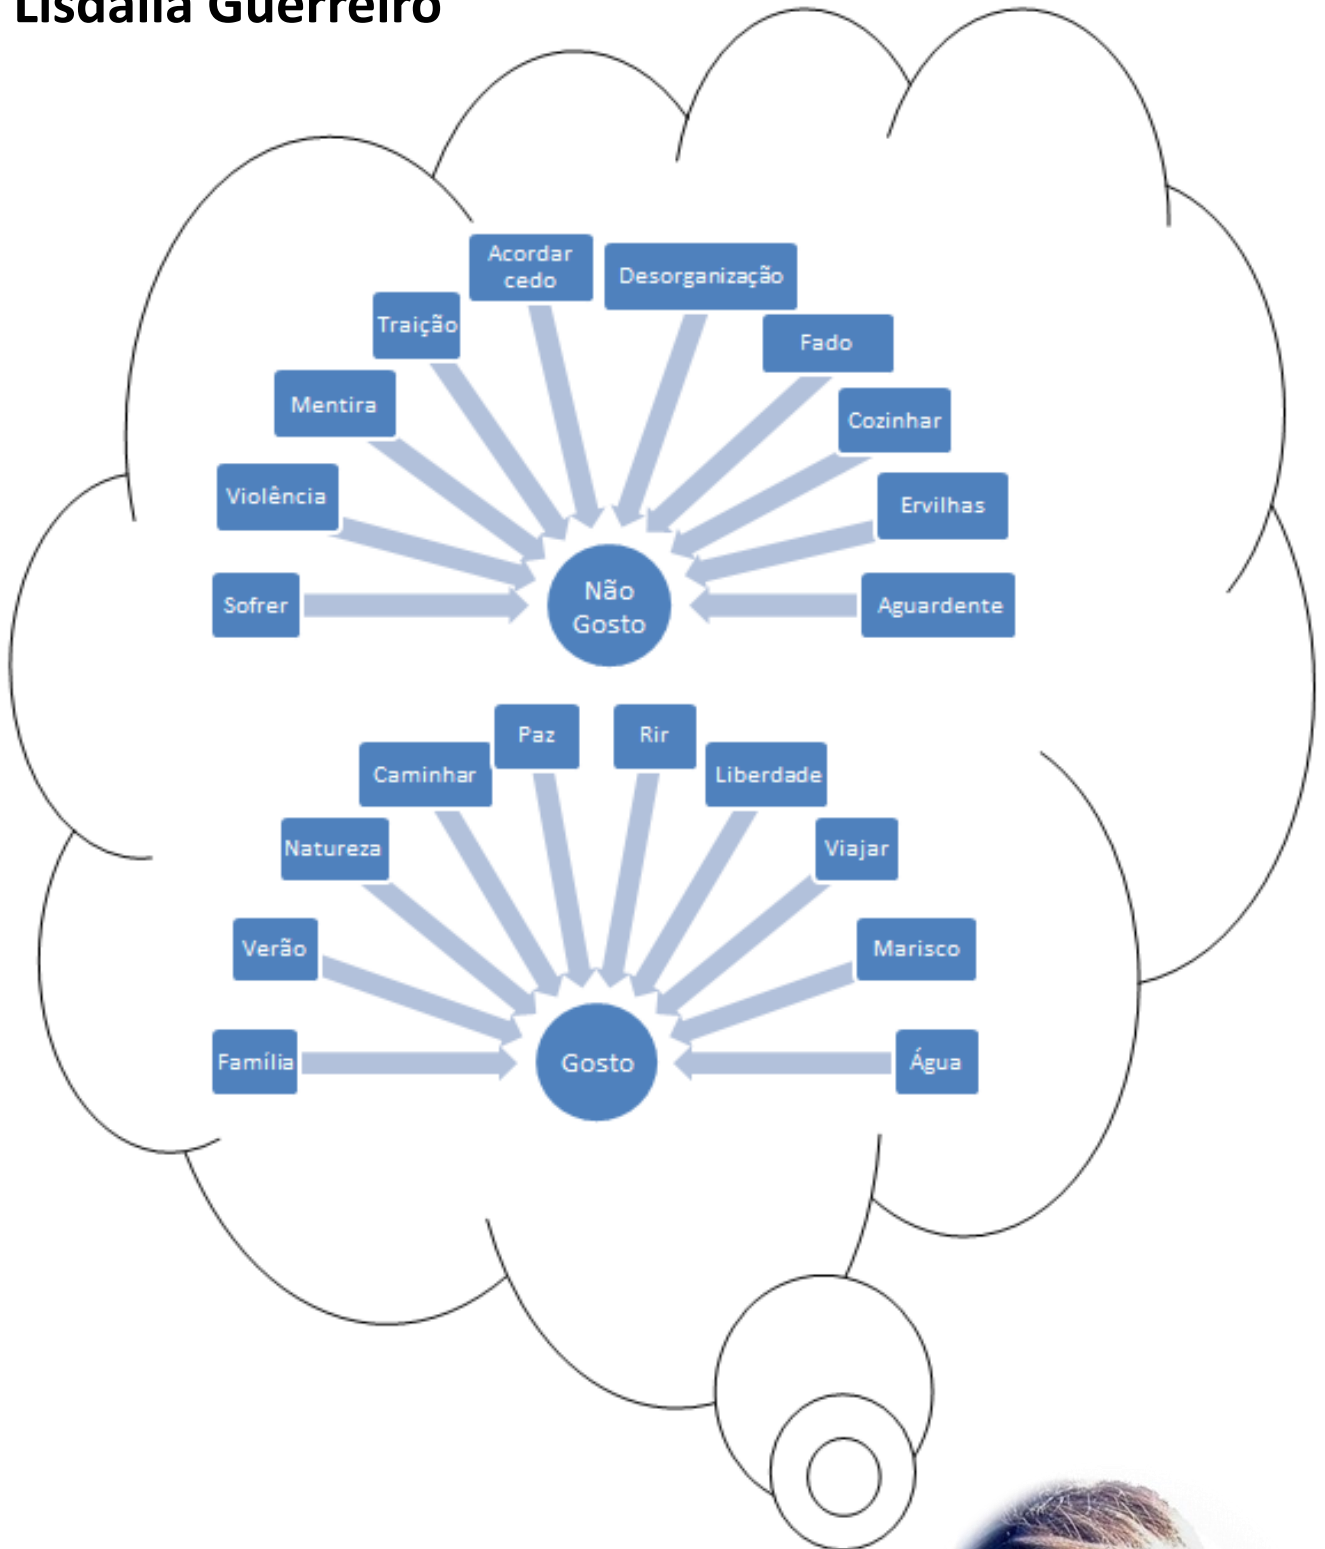 Lisdália Guerreiro
Acordar
cedo
Desorganização
Traição
Fado
Mentira
Cozinhar
Violência
Ervilhas
Sofrer
Não
Gosto
Aguardente
Paz
Rir
Caminhar
Liberdade
Natureza
Viajar
Verão
Marisco
Família
Gosto
Água